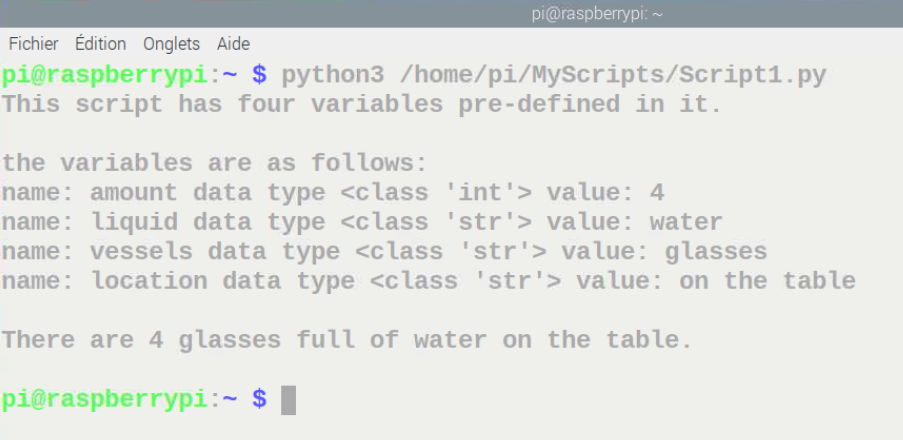 pi@raspberrypi: ~
Fichier Édition Onglets Aide
pi@raspberrypi:~ $ python3 /home/pi/MyScripts/Script1.py
This script has four variables pre-defined in it.
the variables are as follows:
name: amount data type <class 'int'> value: 4
name: liquid data type <class 'str'> value: water
name: vessels data type <class 'str'> value: glasses
name: location data type <class 'str'> value: on the table
There are 4 glasses full of water on the table.
pi@raspberrypi:~ $